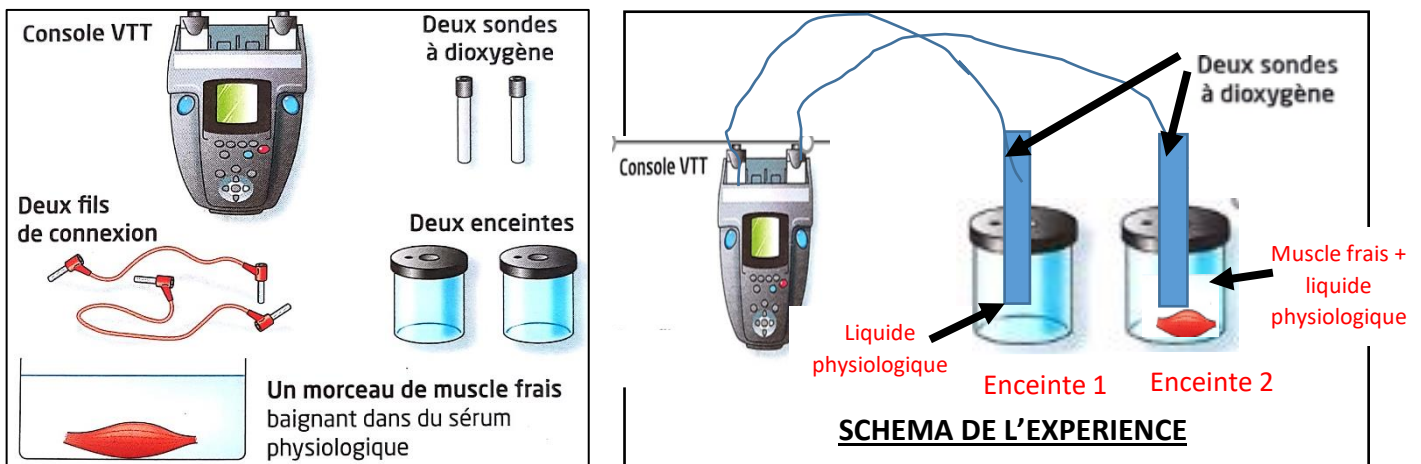 Console VTT
Deux sondes
à dioxygène
Deux fils
de connexion
Deux enceintes
Un morceau de muscle frais
baignant dans du sérum
physiologique
Deux sondes
à dioxygène
Console VTT
Muscle frais +
liquide
physiologique
Liquide
physiologique
Enceinte 1
Enceinte 2
SCHEMA DE L'EXPERIENCE